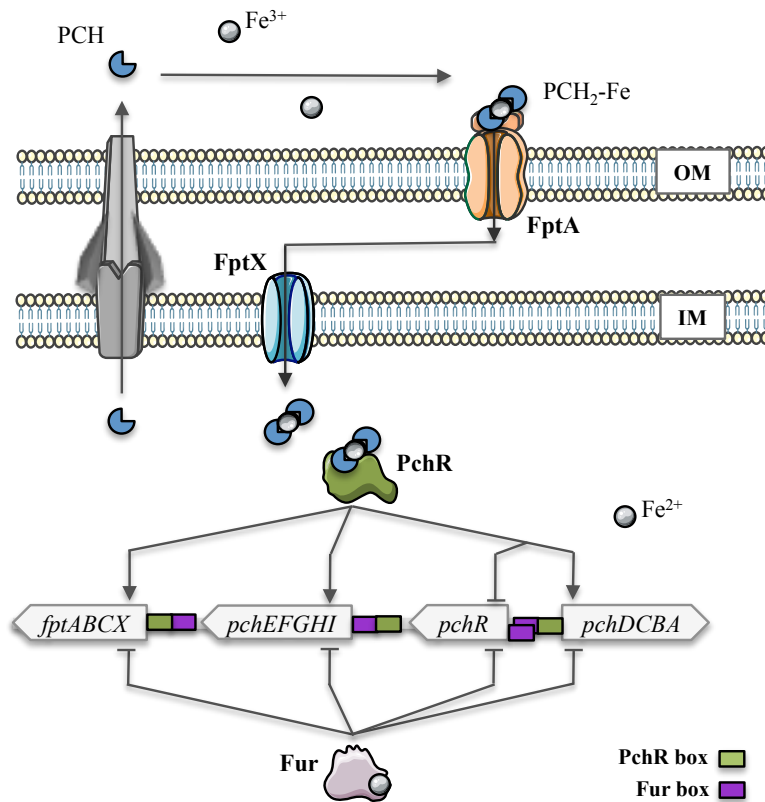 Fe³⁺
PCH
PCH₂-Fe
OM
FptA
FptX
IM
PchR
Fe²⁺
fptABCX
pchEFGHI
pchR
pchDCBA
Fur
PchR box
Fur box